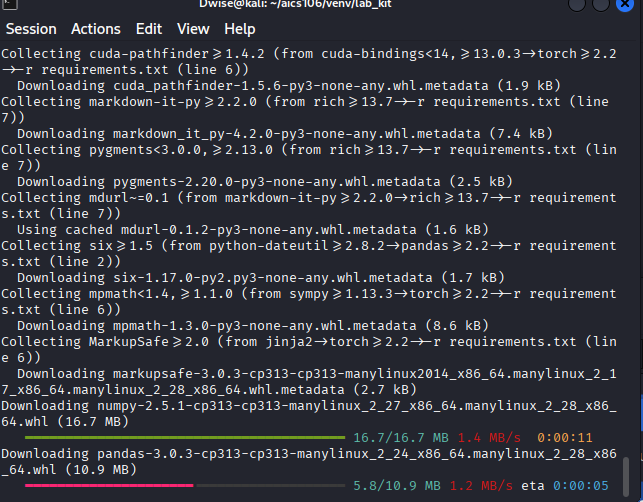 Dwise@kali: ~/aics106/venv/lab_kit
Session Actions Edit View Help
Collecting cuda-pathfinder>=1.4.2 (from cuda-bindings<14,>=13.0.3->torch>=2.2
->-r requirements.txt (line 6))
  Downloading cuda_pathfinder-1.5.6-py3-none-any.whl.metadata (1.9 kB)
Collecting markdown-it-py>=2.2.0 (from rich>=13.7->-r requirements.txt (line
7))
  Downloading markdown_it_py-4.2.0-py3-none-any.whl.metadata (7.4 kB)
Collecting pygments<3.0.0,>=2.13.0 (from rich>=13.7->-r requirements.txt (lin
e 7))
  Downloading pygments-2.20.0-py3-none-any.whl.metadata (2.5 kB)
Collecting mdurl~=0.1 (from markdown-it-py>=2.2.0->rich>=13.7->-r requirement
s.txt (line 7))
  Using cached mdurl-0.1.2-py3-none-any.whl.metadata (1.6 kB)
Collecting six>=1.5 (from python-dateutil>=2.8.2->pandas>=2.2->-r requirement
s.txt (line 2))
  Downloading six-1.17.0-py2.py3-none-any.whl.metadata (1.7 kB)
Collecting mpmath<1.4,>=1.1.0 (from sympy>=1.13.3->torch>=2.2->-r requirement
s.txt (line 6))
  Downloading mpmath-1.3.0-py3-none-any.whl.metadata (8.6 kB)
Collecting MarkupSafe>=2.0 (from jinja2->torch>=2.2->-r requirements.txt (lin
e 6))
  Downloading markupsafe-3.0.3-cp313-cp313-manylinux2014_x86_64.manylinux_2_1
7_x86_64.manylinux_2_28_x86_64.whl.metadata (2.7 kB)
Downloading numpy-2.5.1-cp313-cp313-manylinux_2_27_x86_64.manylinux_2_28_x86_
64.whl (16.7 MB)
16.7/16.7 MB 1.4 MB/s 0:00:11
Downloading pandas-3.0.3-cp313-cp313-manylinux_2_24_x86_64.manylinux_2_28_x86
_64.whl (10.9 MB)
5.8/10.9 MB 1.2 MB/s eta 0:00:05